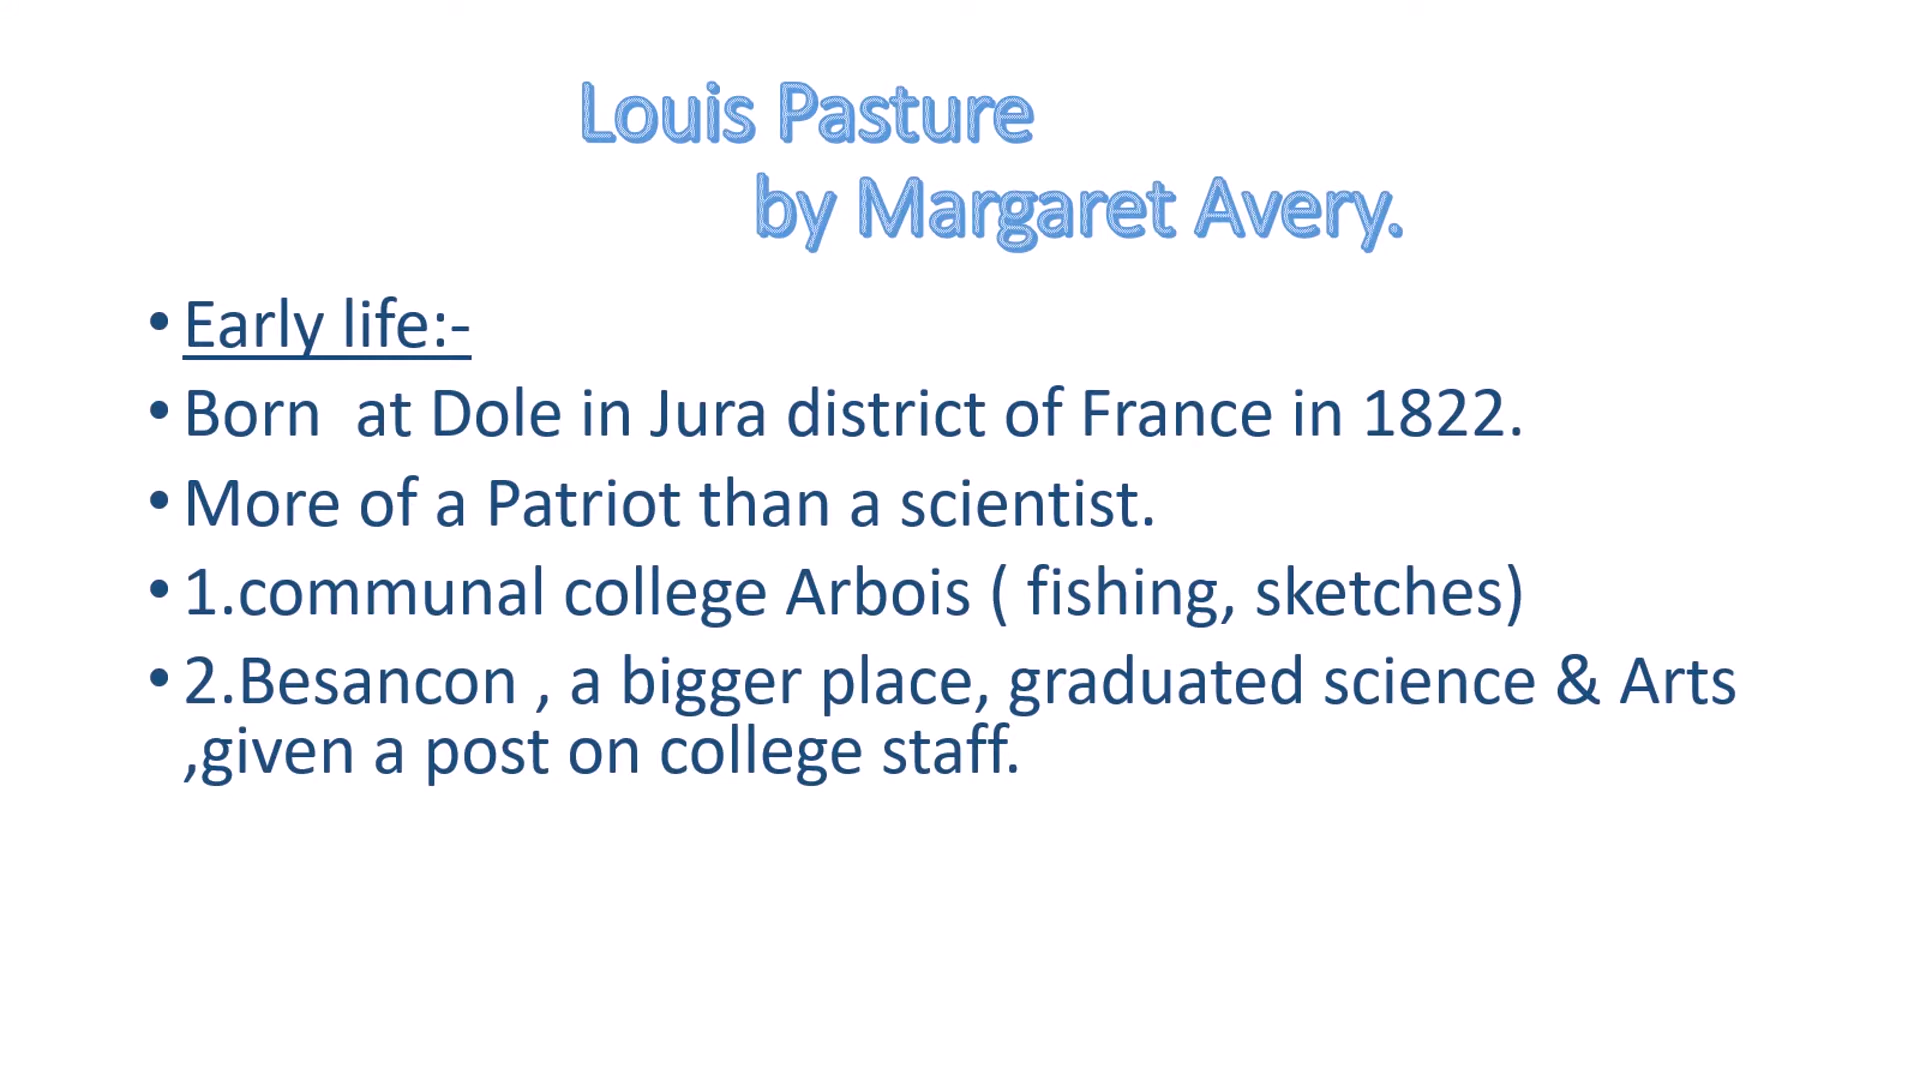 Louis Pasture
by Margaret Avery.
• Early life:-
• Born  at Dole in Jura district of France in 1822.
• More of a Patriot than a scientist.
• 1.communal college Arbois ( fishing, sketches)
• 2.Besancon , a bigger place, graduated science & Arts
,given a post on college staff.